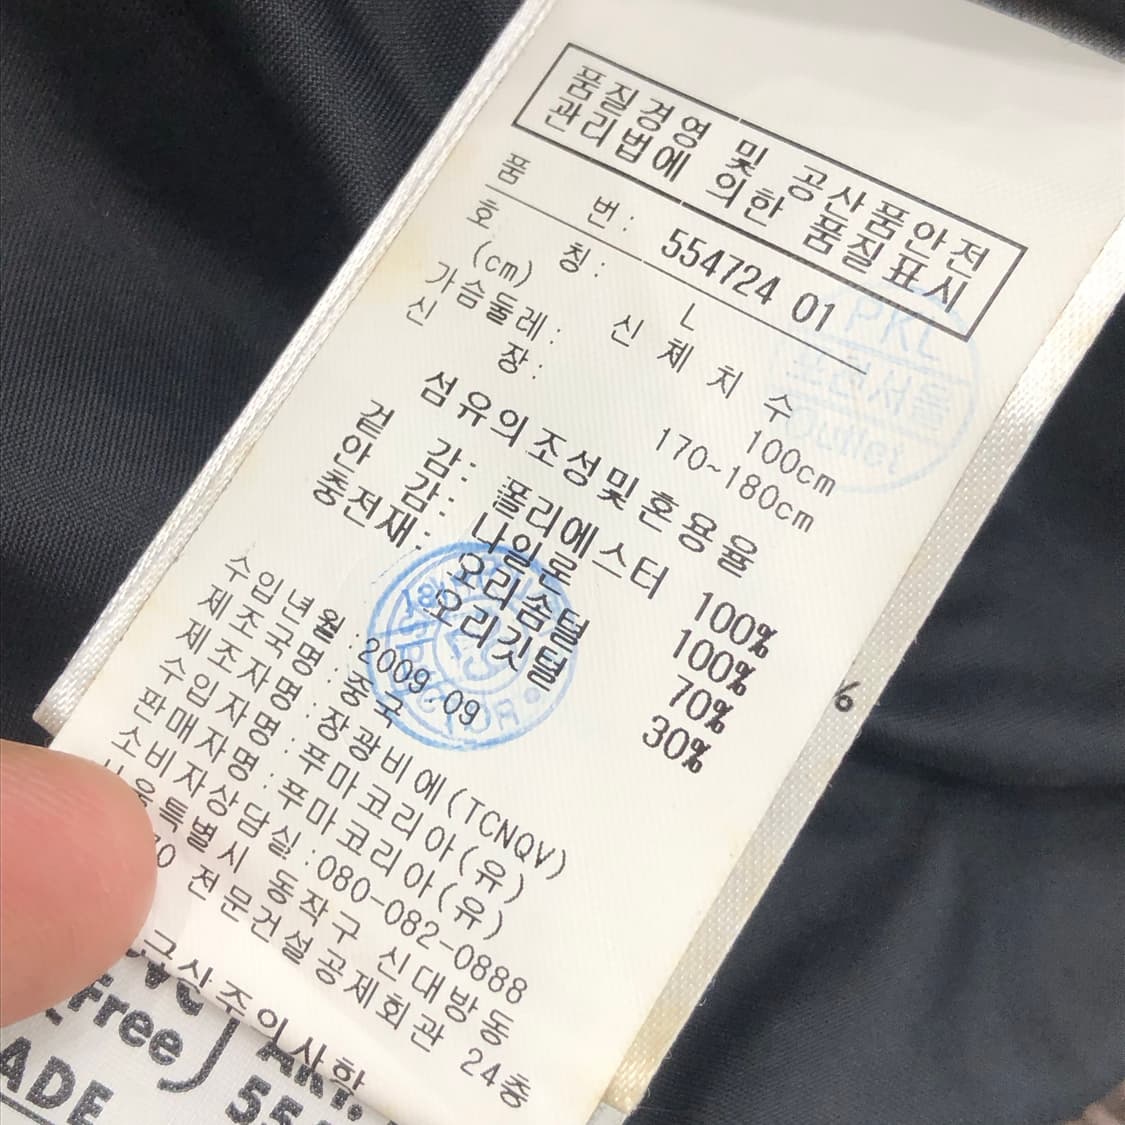 품질경영 및 공산품안전
관리법에 의한 품질표시
품 번: 554724 01
호 칭: L
(cm) 신 체 치 수
가슴둘레: 100cm
신 장: 170~180cm
섬유의조성및혼용율
겉 감: 폴리에스터 100%
안 감: 나일론 100%
충전재: 오리솜털 70%
오리깃털 30%
수입년월: 2009.09
제조국명: 중국
제조자명: 장광비에(TCNQV)
수입자명: 푸마코리아(유)
판매자명: 푸마코리아(유)
소비자상담실: 080-082-0888
동작구 신대방동
전문건설공제회관 24층
PKL
Outlet
%
Free
ADE